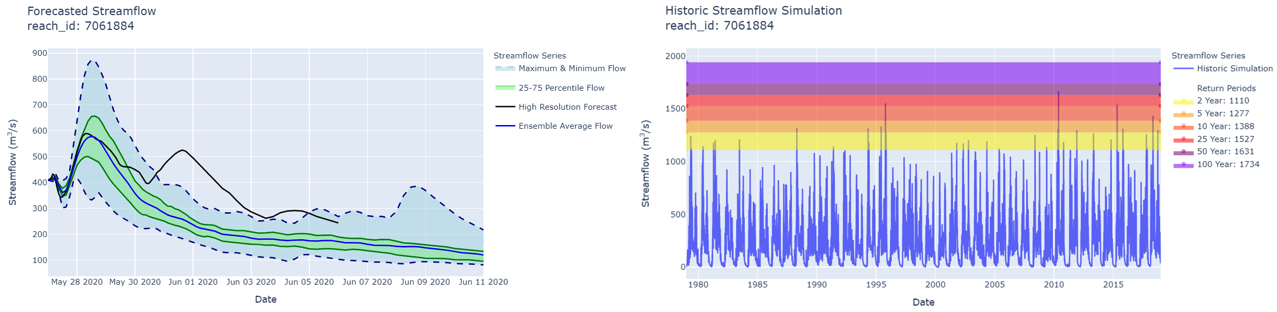 Forecasted Streamflow
reach_id: 7061884
900
800
700
600
500
400
300
200
100
Streamflow (m³/s)
May 28 2020 May 30 2020 Jun 01 2020 Jun 03 2020 Jun 05 2020 Jun 07 2020 Jun 09 2020 Jun 11 2020
Date
Streamflow Series
Maximum & Minimum Flow
25-75 Percentile Flow
High Resolution Forecast
Ensemble Average Flow
Historic Streamflow Simulation
reach_id: 7061884
2000
1500
1000
500
0
Streamflow (m³/s)
1980 1985 1990 1995 2000 2005 2010 2015
Date
Streamflow Series
Historic Simulation
Return Periods
2 Year: 1110
5 Year: 1277
10 Year: 1388
25 Year: 1527
50 Year: 1631
100 Year: 1734